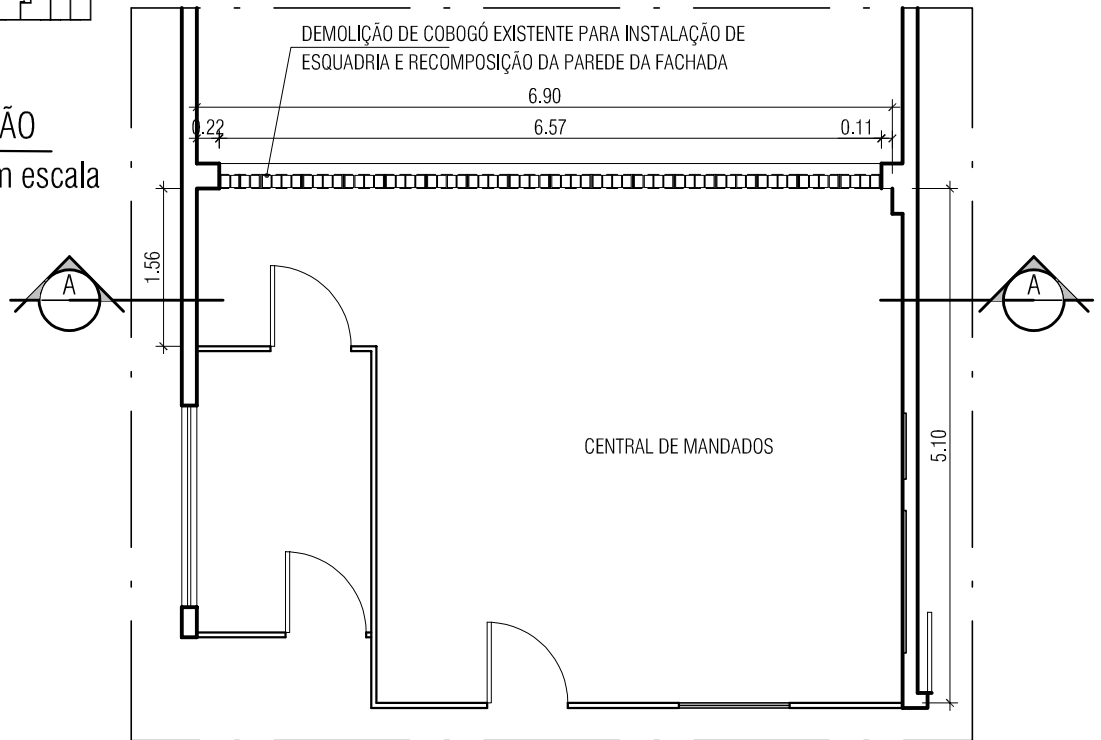 DEMOLIÇÃO DE COBOGÓ EXISTENTE PARA INSTALAÇÃO DE
ESQUADRIA E RECOMPOSIÇÃO DA PAREDE DA FACHADA
6.90
0.22
6.57
0.11
ÃO
escala
1.56
A
A
CENTRAL DE MANDADOS
5.10